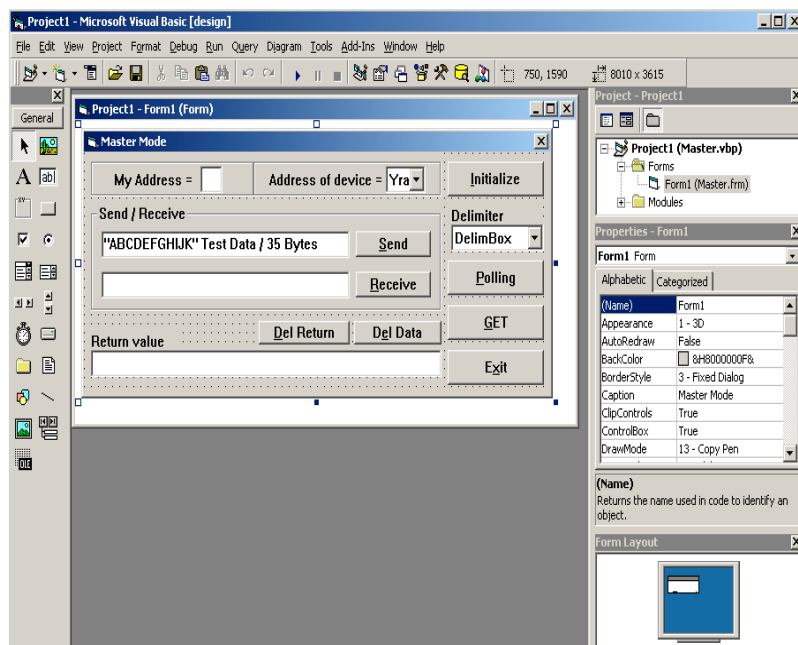 Project1 - Microsoft Visual Basic [design]
File Edit View Project Format Debug Run Query Diagram Tools Add-Ins Window Help
750, 1590 8010 x 3615
General
A ab|
XV
OLE
Project1 - Form1 (Form)
Master Mode
My Address = Address of device = Yra
Initialize
Send / Receive
"ABCDEFGHIJK" Test Data / 35 Bytes
Send
Receive
Delimiter
DelimBox
Polling
GET
Exit
Del Return Del Data
Return value
Project - Project1
Project1 (Master.vbp)
Forms
Form1 (Master.frm)
Modules
Properties - Form1
Form1 Form
Alphabetic Categorized
(Name) Form1
Appearance 1 - 3D
AutoRedraw False
BackColor &H8000000F&
BorderStyle 3 - Fixed Dialog
Caption Master Mode
ClipControls True
ControlBox True
DrawMode 13 - Copy Pen
(Name)
Returns the name used in code to identify an
object.
Form Layout